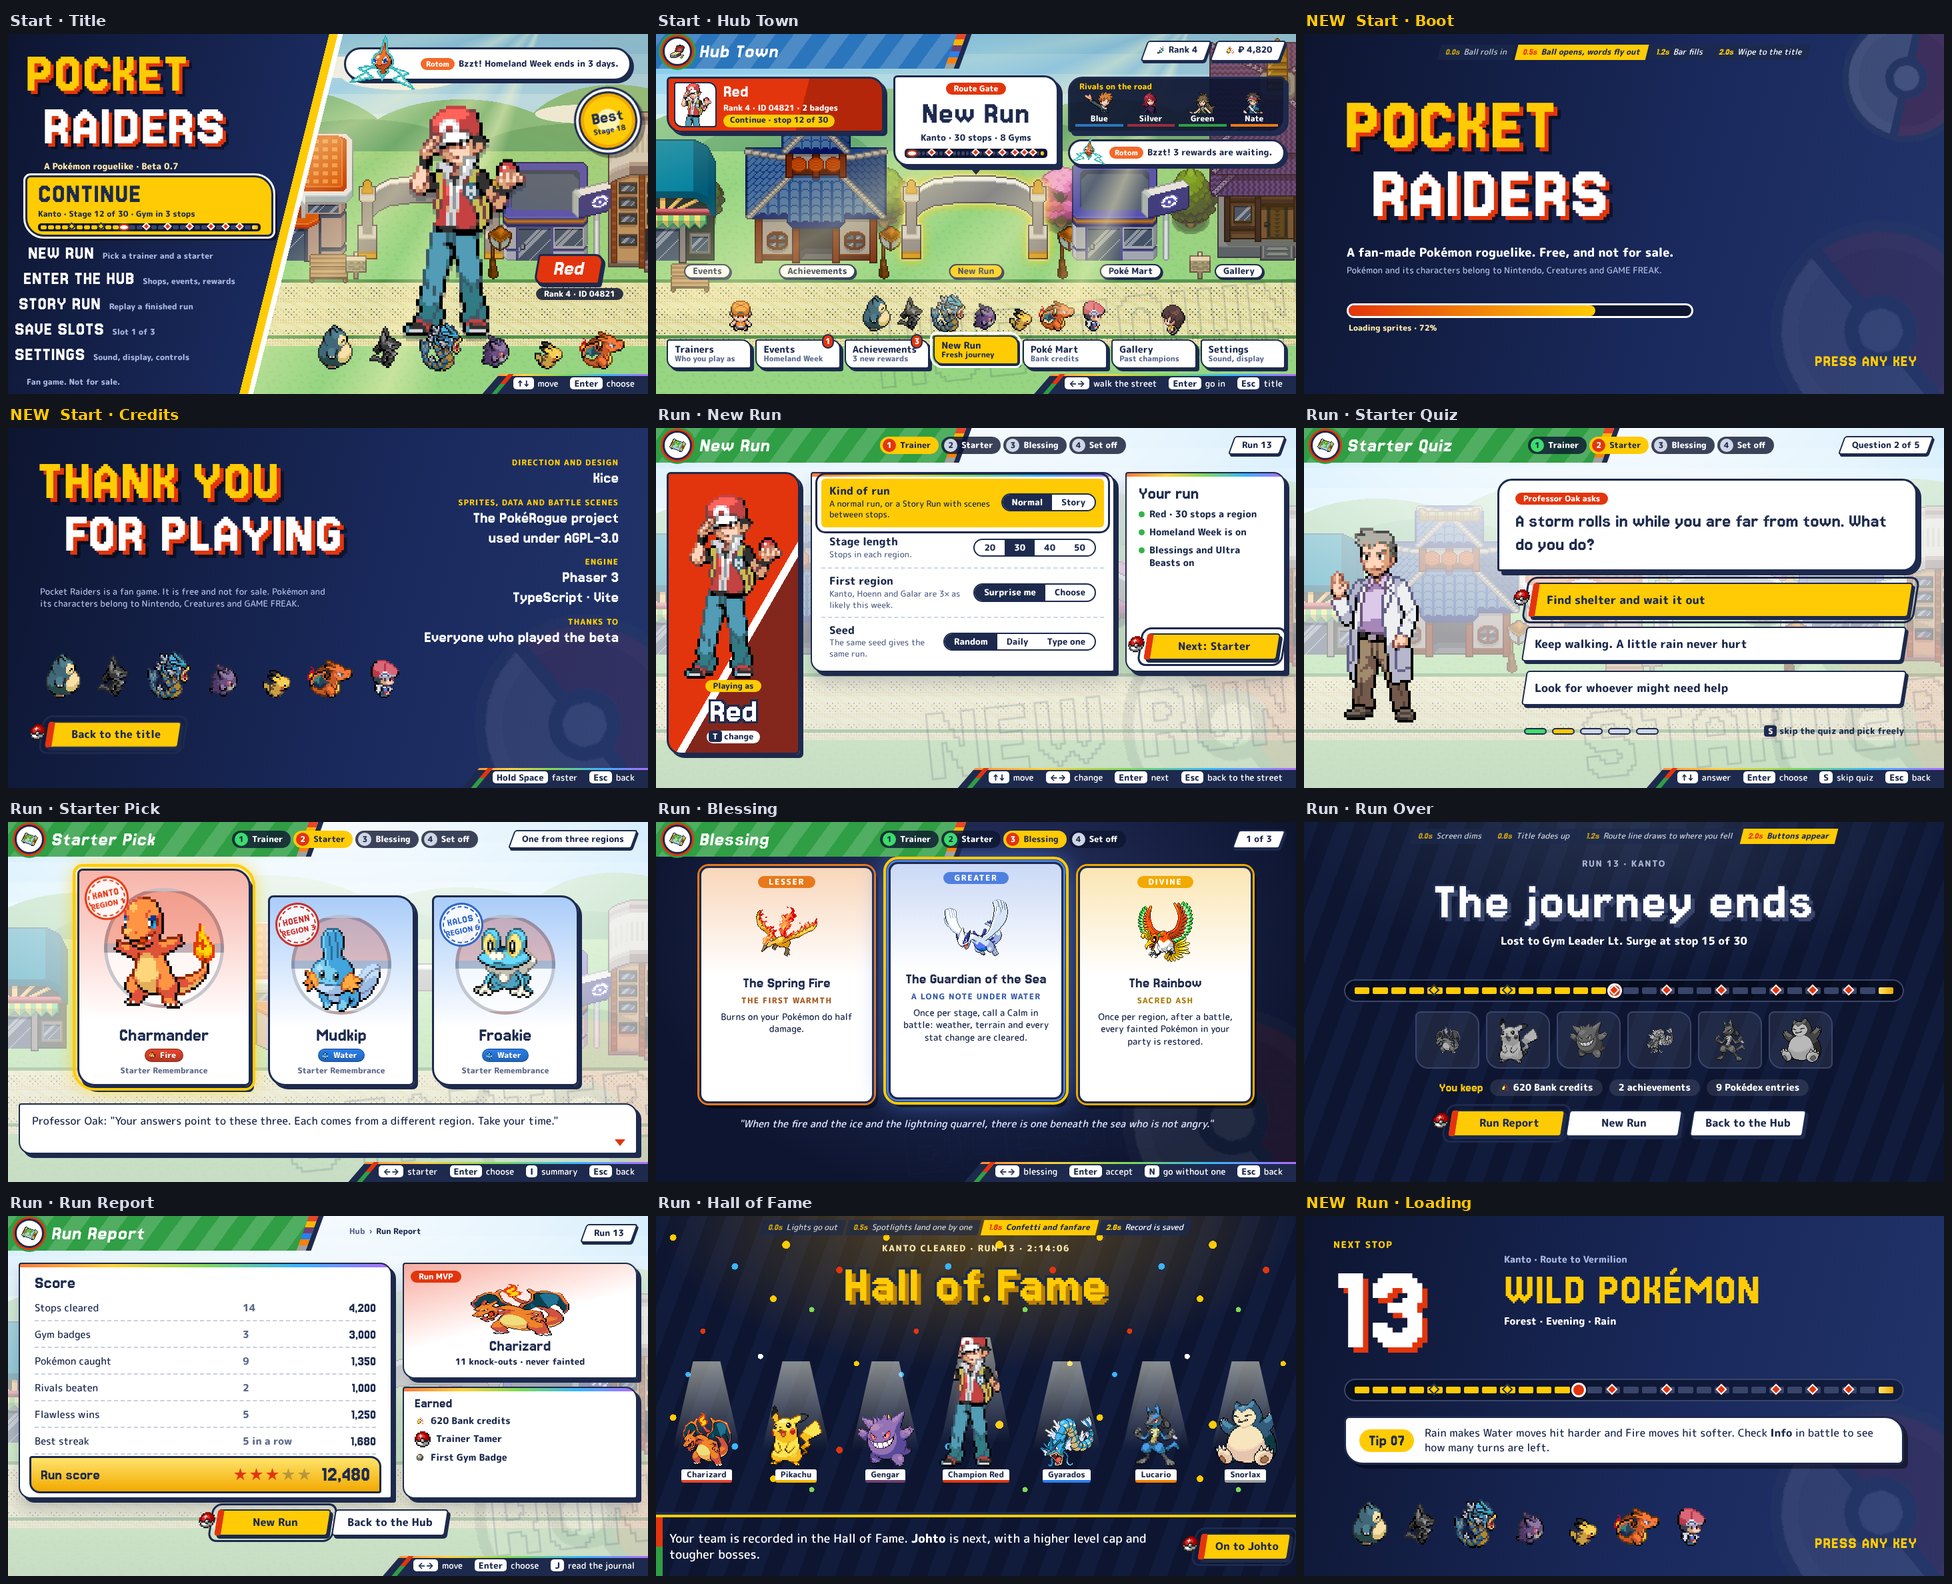 Start · Title
POCKET
RAIDERS
A Pokémon roguelike · Beta 0.7
CONTINUE
Kanto · Stage 12 of 30 · Gym in 3 stops
NEW RUN Pick a trainer and a starter
ENTER THE HUB Shops, events, rewards
STORY RUN Replay a finished run
SAVE SLOTS Slot 1 of 3
SETTINGS Sound, display, controls
Fan game. Not for sale.
Rotom Bzzt! Homeland Week ends in 3 days.
Best
Stage 18
Red
Rank 4 · ID 04821
↑↓ move Enter choose
Start · Hub Town
Hub Town
Rank 4
₽ 4,820
Red
Rank 4 · ID 04821 · 2 badges
Continue · stop 12 of 30
Route Gate
New Run
Kanto · 30 stops · 8 Gyms
Rivals on the road
Blue Silver Green Nate
Rotom Bzzt! 3 rewards are waiting.
Events Achievements New Run Poké Mart Gallery
Trainers
Who you play as
Events
Homeland Week
1
Achievements
3 new rewards
3
New Run
Fresh journey
Poké Mart
Bank credits
Gallery
Past champions
Settings
Sound, display
←→ walk the street Enter go in Esc title
NEW Start · Boot
0.0s Ball rolls in 0.5s Ball opens, words fly out 1.2s Bar fills 2.0s Wipe to the title
POCKET
RAIDERS
A fan-made Pokémon roguelike. Free, and not for sale.
Pokémon and its characters belong to Nintendo, Creatures and GAME FREAK.
Loading sprites · 72%
PRESS ANY KEY
NEW Start · Credits
THANK YOU
FOR PLAYING
Pocket Raiders is a fan game. It is free and not for sale. Pokémon and
its characters belong to Nintendo, Creatures and GAME FREAK.
DIRECTION AND DESIGN
Kice
SPRITES, DATA AND BATTLE SCENES
The PokéRogue project
used under AGPL-3.0
ENGINE
Phaser 3
TypeScript · Vite
THANKS TO
Everyone who played the beta
Back to the title
Hold Space faster Esc back
Run · New Run
New Run
1 Trainer 2 Starter 3 Blessing 4 Set off
Run 13
Playing as
Red
T change
Kind of run
A normal run, or a Story Run with scenes
between stops.
Normal Story
Stage length
Stops in each region.
20 30 40 50
First region
Kanto, Hoenn and Galar are 3× as
likely this week.
Surprise me Choose
Seed
The same seed gives the
same run.
Random Daily Type one
Your run
Red · 30 stops a region
Homeland Week is on
Blessings and Ultra
Beasts on
Next: Starter
NEW RUN
↑↓ move ←→ change Enter next Esc back to the street
Run · Starter Quiz
Starter Quiz
1 Trainer 2 Starter 3 Blessing 4 Set off
Question 2 of 5
Professor Oak asks
A storm rolls in while you are far from town. What
do you do?
Find shelter and wait it out
Keep walking. A little rain never hurt
Look for whoever might need help
S skip the quiz and pick freely
STARTER
↑↓ answer Enter choose S skip quiz Esc back
Run · Starter Pick
Starter Pick
1 Trainer 2 Starter 3 Blessing 4 Set off
One from three regions
KANTO
REGION 1
Charmander
Fire
Starter Remembrance
HOENN
REGION 3
Mudkip
Water
Starter Remembrance
KALOS
REGION 6
Froakie
Water
Starter Remembrance
Professor Oak: "Your answers point to these three. Each comes from a different region. Take your time."
←→ starter Enter choose I summary Esc back
Run · Blessing
Blessing
1 Trainer 2 Starter 3 Blessing 4 Set off
1 of 3
LESSER
The Spring Fire
THE FIRST WARMTH
Burns on your Pokémon do half
damage.
GREATER
The Guardian of the Sea
A LONG NOTE UNDER WATER
Once per stage, call a Calm in
battle: weather, terrain and every
stat change are cleared.
DIVINE
The Rainbow
SACRED ASH
Once per region, after a battle,
every fainted Pokémon in your
party is restored.
"When the fire and the ice and the lightning quarrel, there is one beneath the sea who is not angry."
←→ blessing Enter accept N go without one Esc back
Run · Run Over
0.0s Screen dims 0.6s Title fades up 1.2s Route line draws to where you fell 2.0s Buttons appear
RUN 13 · KANTO
The journey ends
Lost to Gym Leader Lt. Surge at stop 15 of 30
You keep 620 Bank credits 2 achievements 9 Pokédex entries
Run Report New Run Back to the Hub
Run · Run Report
Run Report
Hub › Run Report
Run 13
Score
Stops cleared 14 4,200
Gym badges 3 3,000
Pokémon caught 9 1,350
Rivals beaten 2 1,000
Flawless wins 5 1,250
Best streak 5 in a row 1,680
Run score ★★★★★ 12,480
Run MVP
Charizard
11 knock-outs · never fainted
Earned
620 Bank credits
Trainer Tamer
First Gym Badge
New Run Back to the Hub
←→ move Enter choose J read the journal
Run · Hall of Fame
0.0s Lights go out 0.5s Spotlights land one by one 1.8s Confetti and fanfare 2.8s Record is saved
KANTO CLEARED · RUN 13 · 2:14:06
Hall of Fame
Charizard Pikachu Gengar Champion Red Gyarados Lucario Snorlax
Your team is recorded in the Hall of Fame. Johto is next, with a higher level cap and
tougher bosses.
On to Johto
NEW Run · Loading
NEXT STOP
13
Kanto · Route to Vermilion
WILD POKÉMON
Forest · Evening · Rain
Tip 07
Rain makes Water moves hit harder and Fire moves hit softer. Check Info in battle to see
how many turns are left.
PRESS ANY KEY